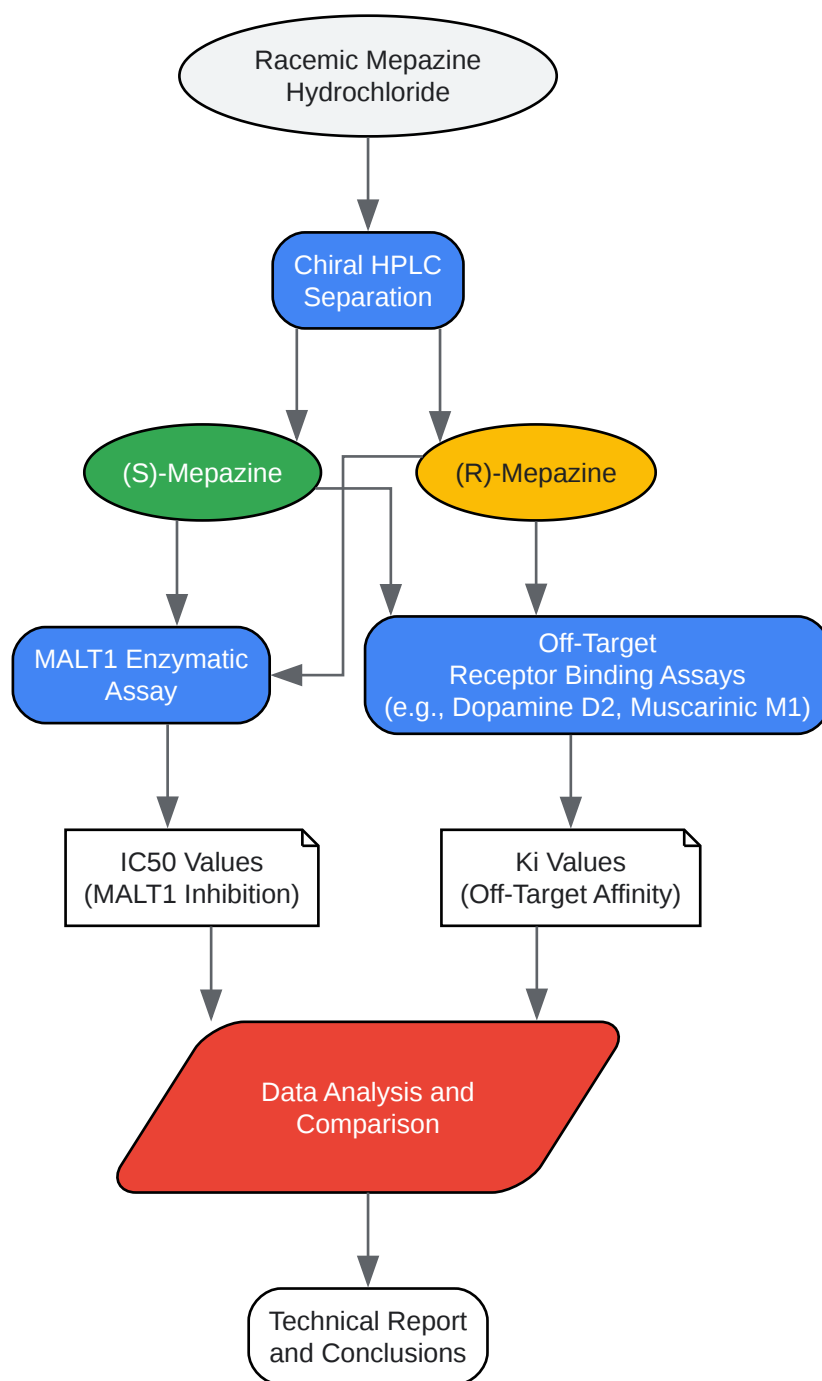 Racemic Mepazine
Hydrochloride
Chiral HPLC
Separation
(S)-Mepazine
(R)-Mepazine
MALT1 Enzymatic
Assay
Off-Target
Receptor Binding Assays
(e.g., Dopamine D2, Muscarinic M1)
IC50 Values
(MALT1 Inhibition)
Ki Values
(Off-Target Affinity)
Data Analysis and
Comparison
Technical Report
and Conclusions